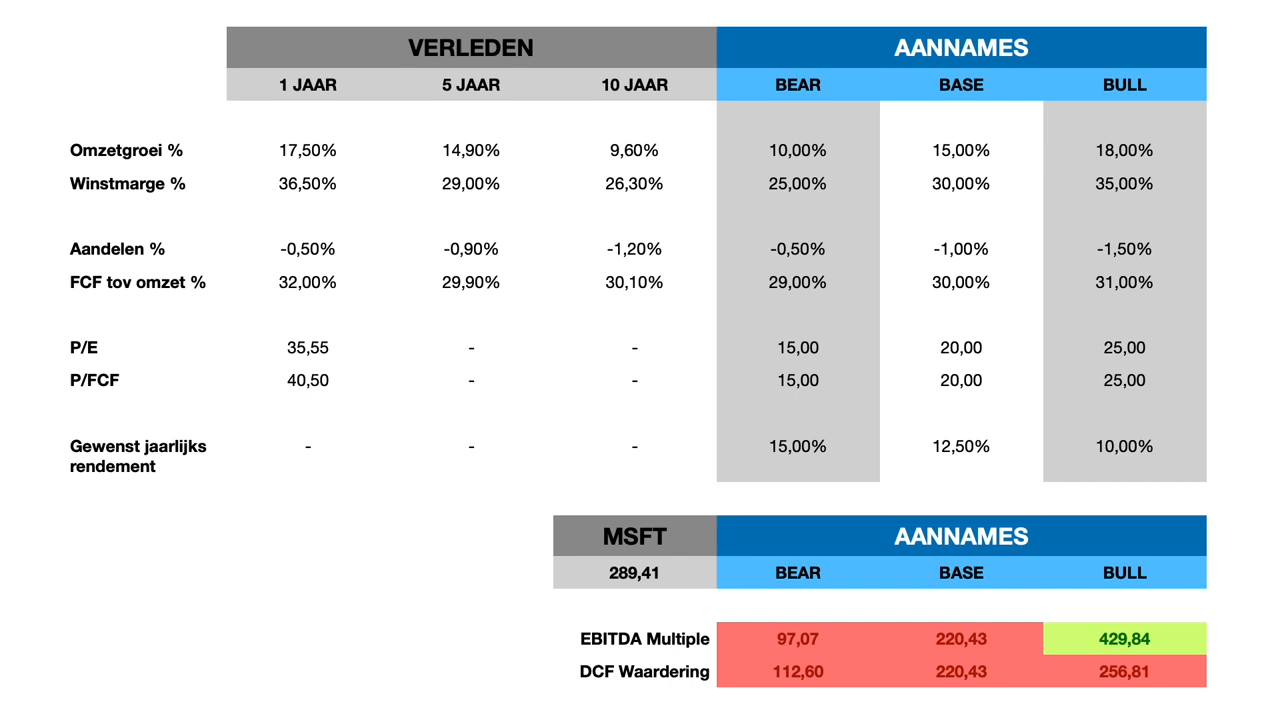 VERLEDEN AANNAMES
1 JAAR 5 JAAR 10 JAAR BEAR BASE BULL
Omzetgroei % 17,50% 14,90% 9,60% 10,00% 15,00% 18,00%
Winstmarge % 36,50% 29,00% 26,30% 25,00% 30,00% 35,00%
Aandelen % -0,50% -0,90% -1,20% -0,50% -1,00% -1,50%
FCF tov omzet % 32,00% 29,90% 30,10% 29,00% 30,00% 31,00%
P/E 35,55 - - 15,00 20,00 25,00
P/FCF 40,50 - - 15,00 20,00 25,00
Gewenst jaarlijks - - - 15,00% 12,50% 10,00%
rendement
MSFT AANNAMES
289,41 BEAR BASE BULL
EBITDA Multiple 97,07 220,43 429,84
DCF Waardering 112,60 220,43 256,81